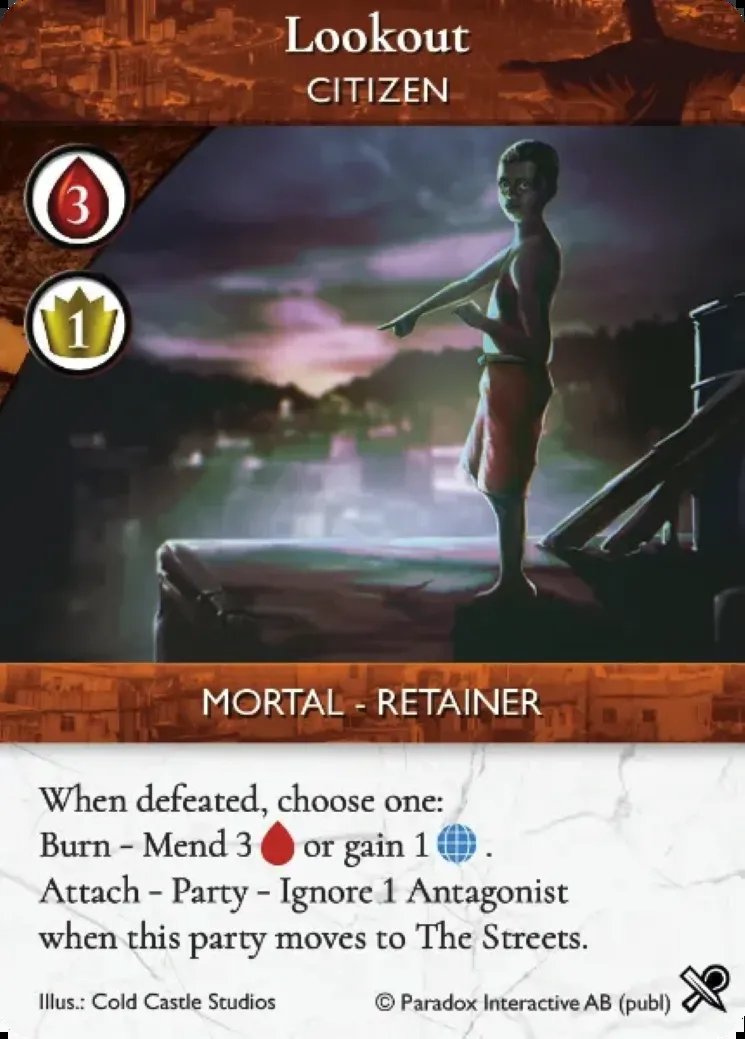 Lookout
CITIZEN
3
1
MORTAL - RETAINER
When defeated, choose one:
Burn - Mend 3 or gain 1 .
Attach - Party - Ignore 1 Antagonist
when this party moves to The Streets.
Illus.: Cold Castle Studios © Paradox Interactive AB (publ)